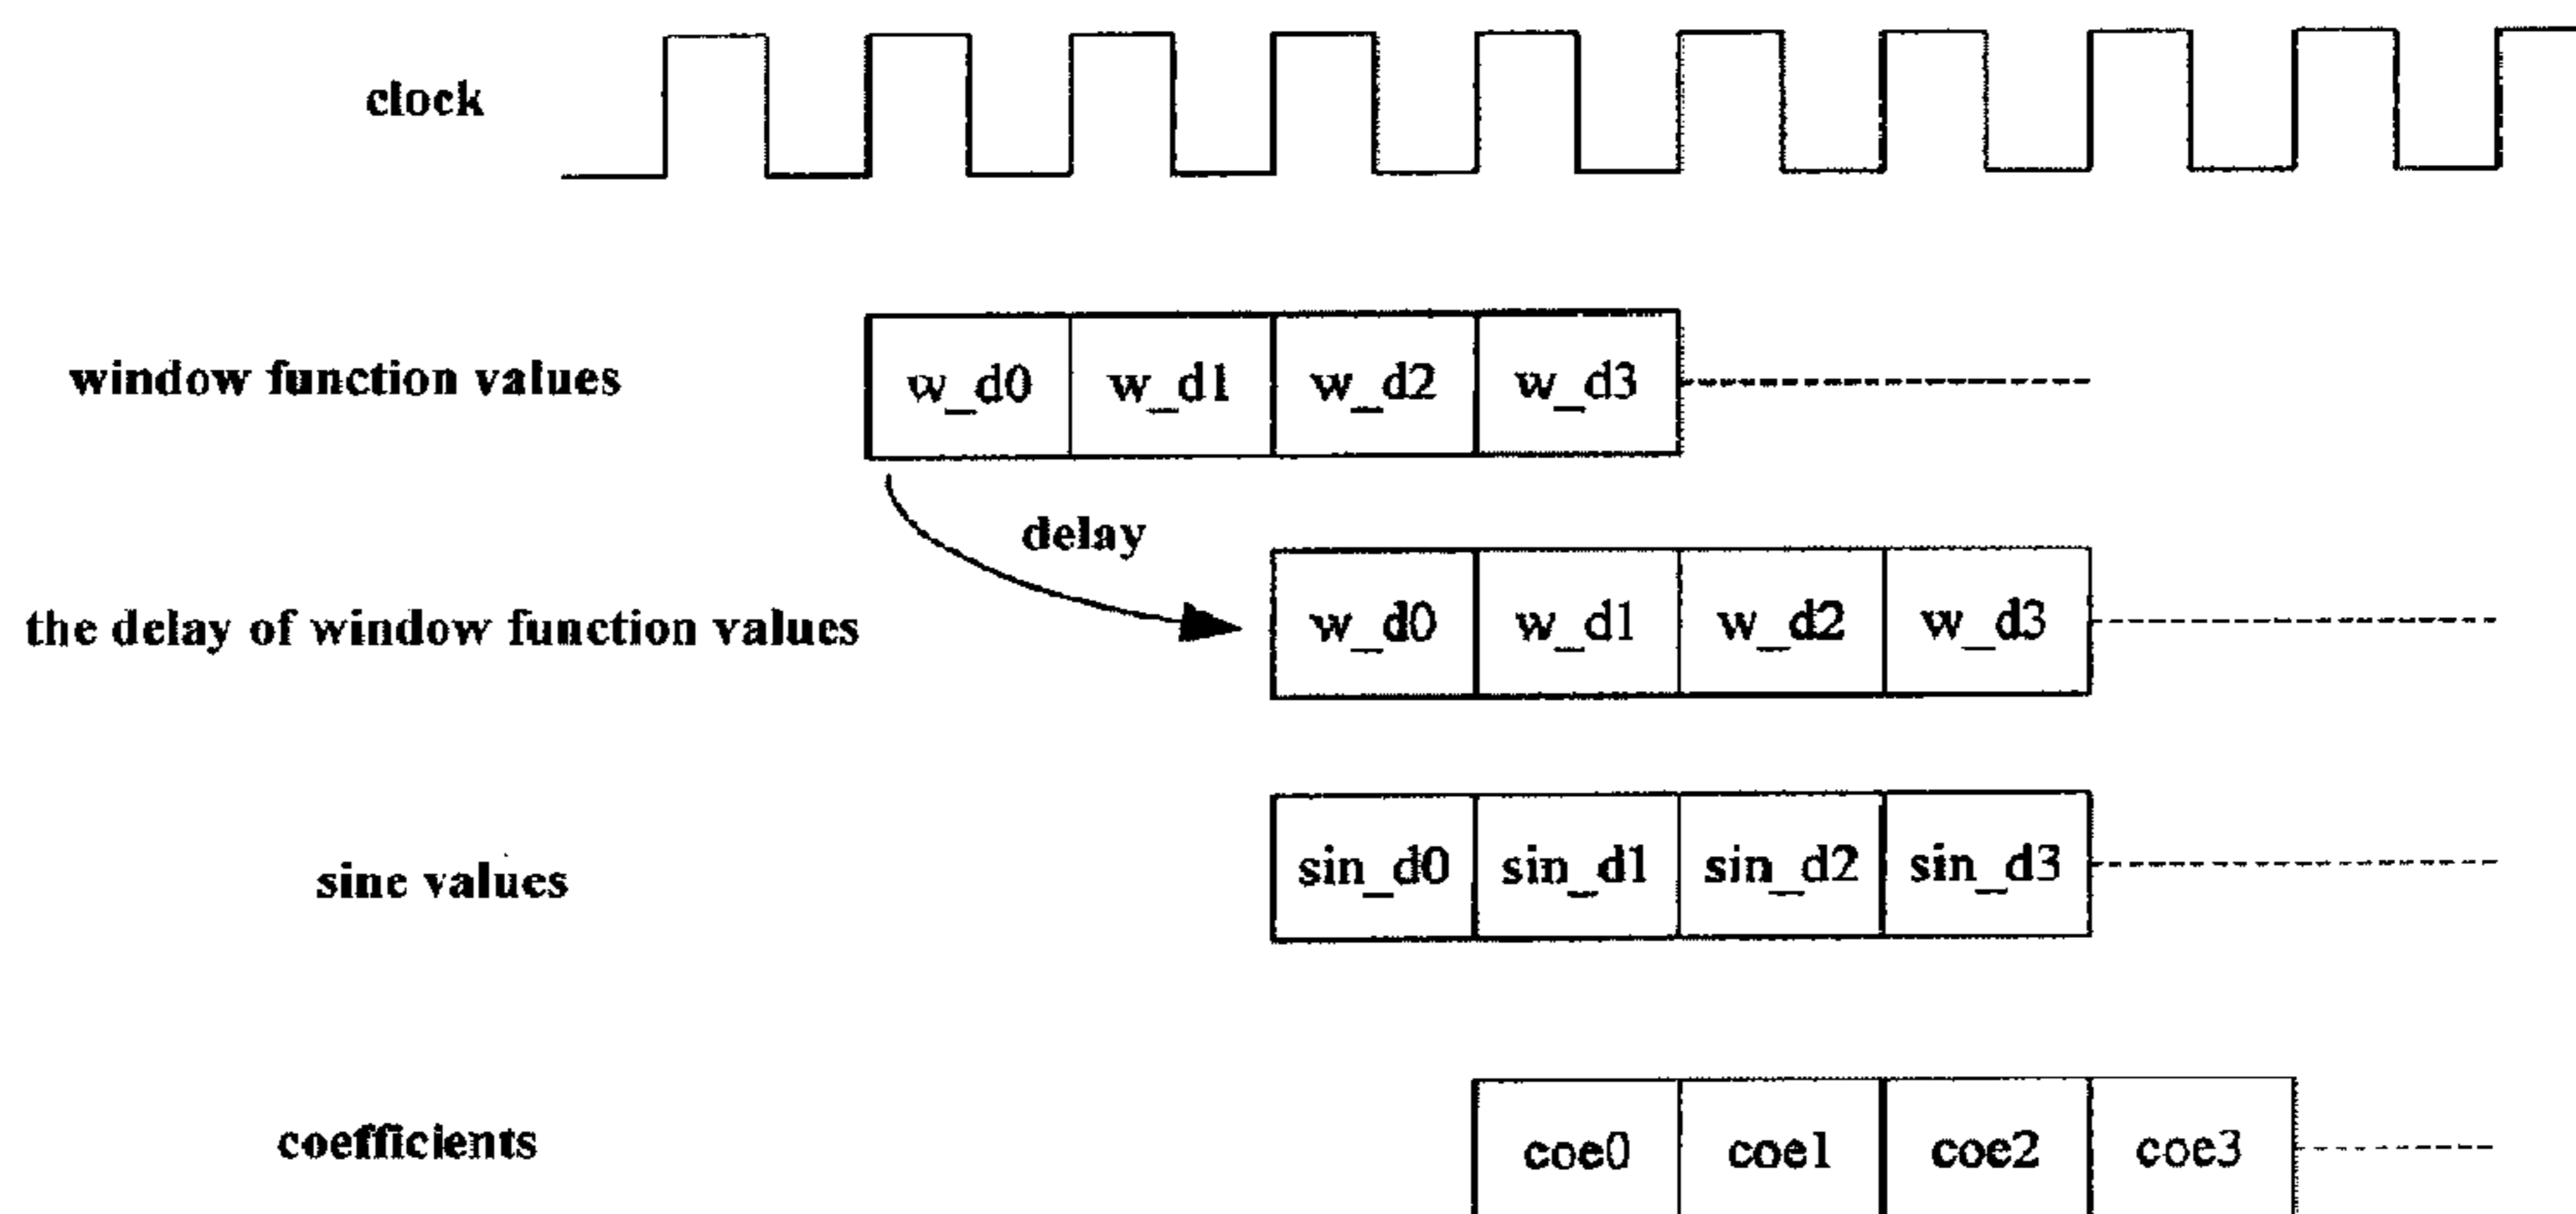 clock
window function values
w_d0 w_d1 w_d2 w_d3
delay
the delay of window function values
w_d0 w_d1 w_d2 w_d3
sine values
sin_d0 sin_d1 sin_d2 sin_d3
coefficients
coe0 coe1 coe2 coe3